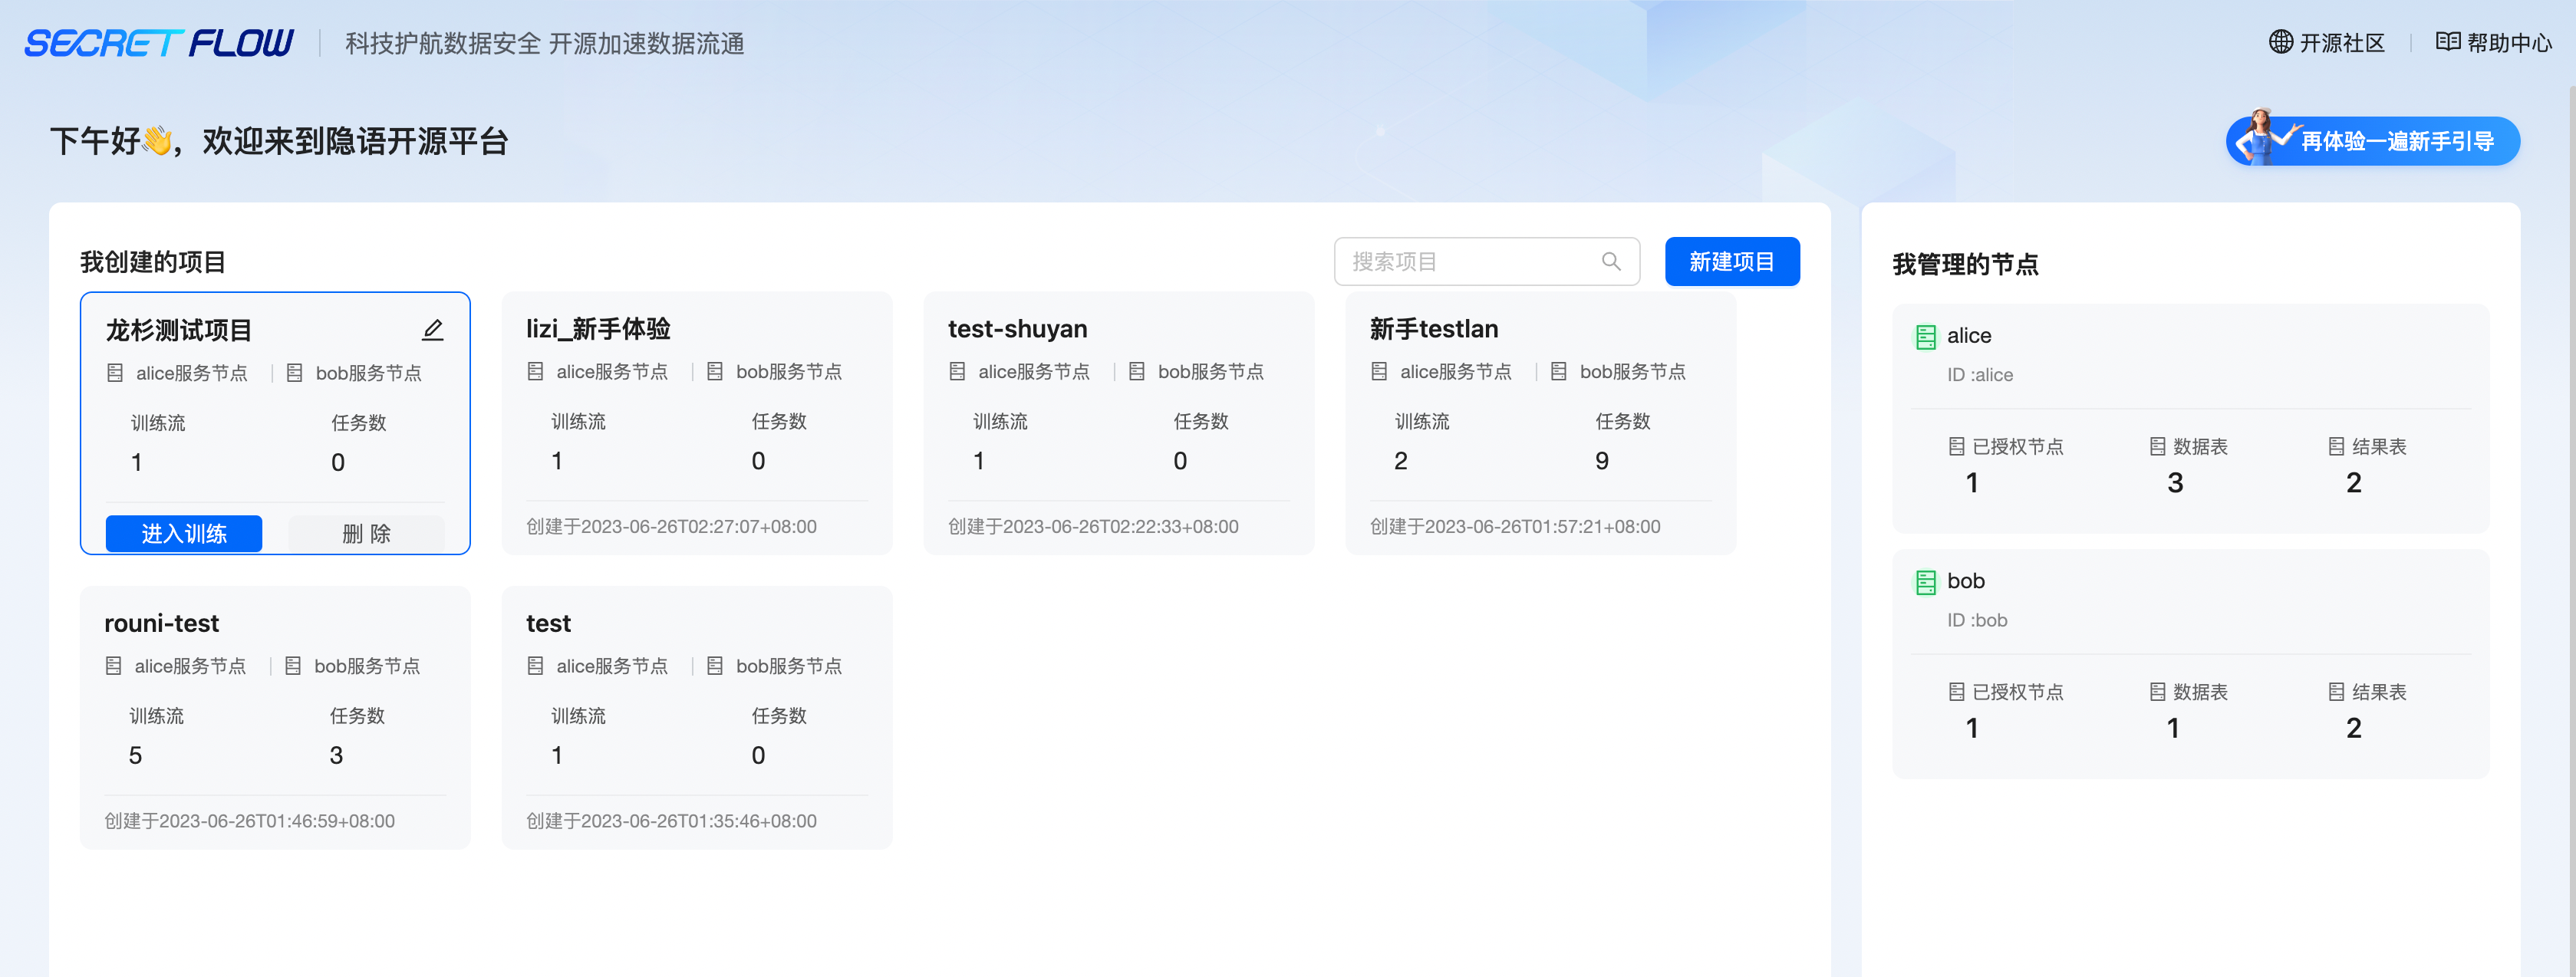 SECRET FLOW
科技护航数据安全 开源加速数据流通
开源社区
帮助中心
下午好👋，欢迎来到隐语开源平台
再体验一遍新手引导
我创建的项目
搜索项目
新建项目
龙杉测试项目
alice服务节点
bob服务节点
训练流 任务数
1 0
进入训练
删 除
lizi_新手体验
alice服务节点
bob服务节点
训练流 任务数
1 0
创建于2023-06-26T02:27:07+08:00
test-shuyan
alice服务节点
bob服务节点
训练流 任务数
1 0
创建于2023-06-26T02:22:33+08:00
新手testlan
alice服务节点
bob服务节点
训练流 任务数
2 9
创建于2023-06-26T01:57:21+08:00
rouni-test
alice服务节点
bob服务节点
训练流 任务数
5 3
创建于2023-06-26T01:46:59+08:00
test
alice服务节点
bob服务节点
训练流 任务数
1 0
创建于2023-06-26T01:35:46+08:00
我管理的节点
alice
ID :alice
已授权节点 数据表 结果表
1 3 2
bob
ID :bob
已授权节点 数据表 结果表
1 1 2